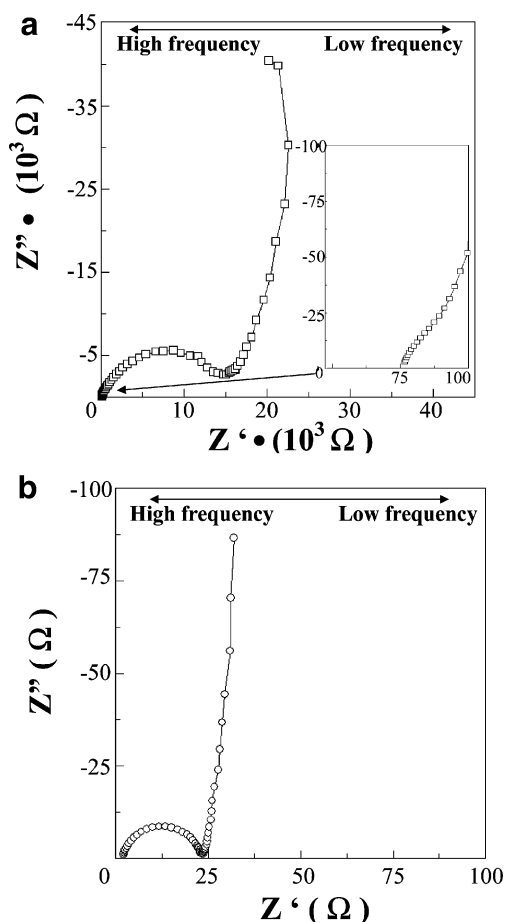 a
High frequency Low frequency
-45
-35
-25
-15
-5
Z” • (10³ Ω)
-100
-75
-50
-25
0
75 100
0 10 20 30 40
Z ‘ • (10³ Ω)
b
High frequency Low frequency
-100
-75
-50
-25
Z” ( Ω )
0 25 50 75 100
Z ‘ ( Ω )